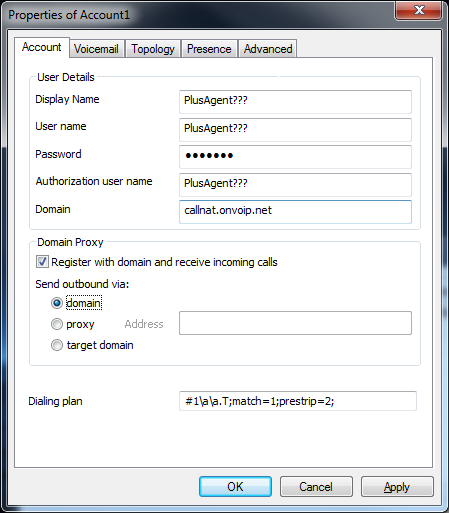 Properties of Account1
Account Voicemail Topology Presence Advanced
User Details
Display Name PlusAgent???
User name PlusAgent???
Password •••••••
Authorization user name PlusAgent???
Domain callnat.onvoip.net
Domain Proxy
Register with domain and receive incoming calls
Send outbound via:
domain
proxy Address
target domain
Dialing plan #1\a\a.T;match=1;prestrip=2;
OK Cancel Apply